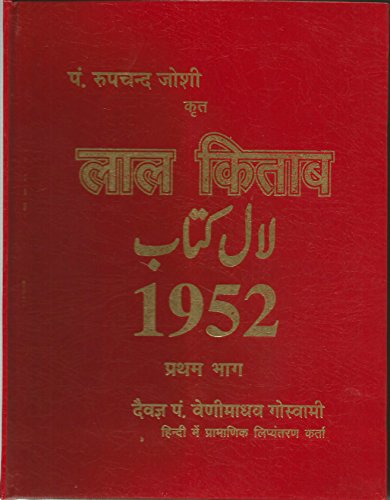 पं. रुपचन्द जोशी
कृत
लाल किताब
لال کتاب
1952
प्रथम भाग
दैवज्ञ पं. वेणीमाधव गोस्वामी
हिन्दी में प्रामाणिक लिप्यंतरण कर्ता